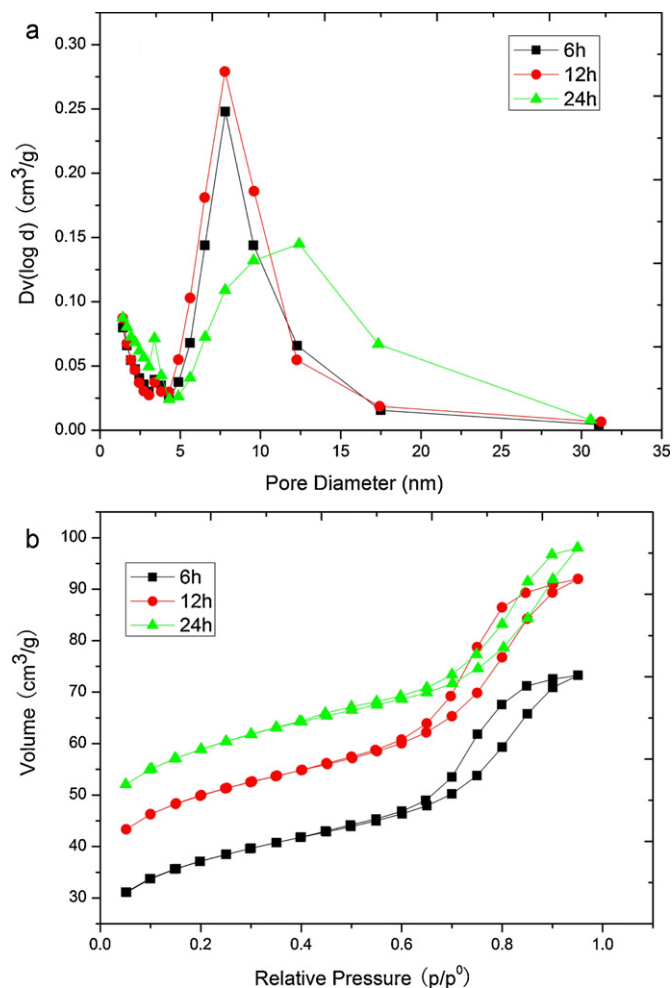 a
0.30
0.25
0.20
0.15
0.10
0.05
0.00
Dv(log d) (cm³/g)
6h
12h
24h
0 5 10 15 20 25 30 35
Pore Diameter (nm)
b
100
90
80
70
60
50
40
30
Volume (cm³/g)
6h
12h
24h
0.0 0.2 0.4 0.6 0.8 1.0
Relative Pressure (p/p⁰)